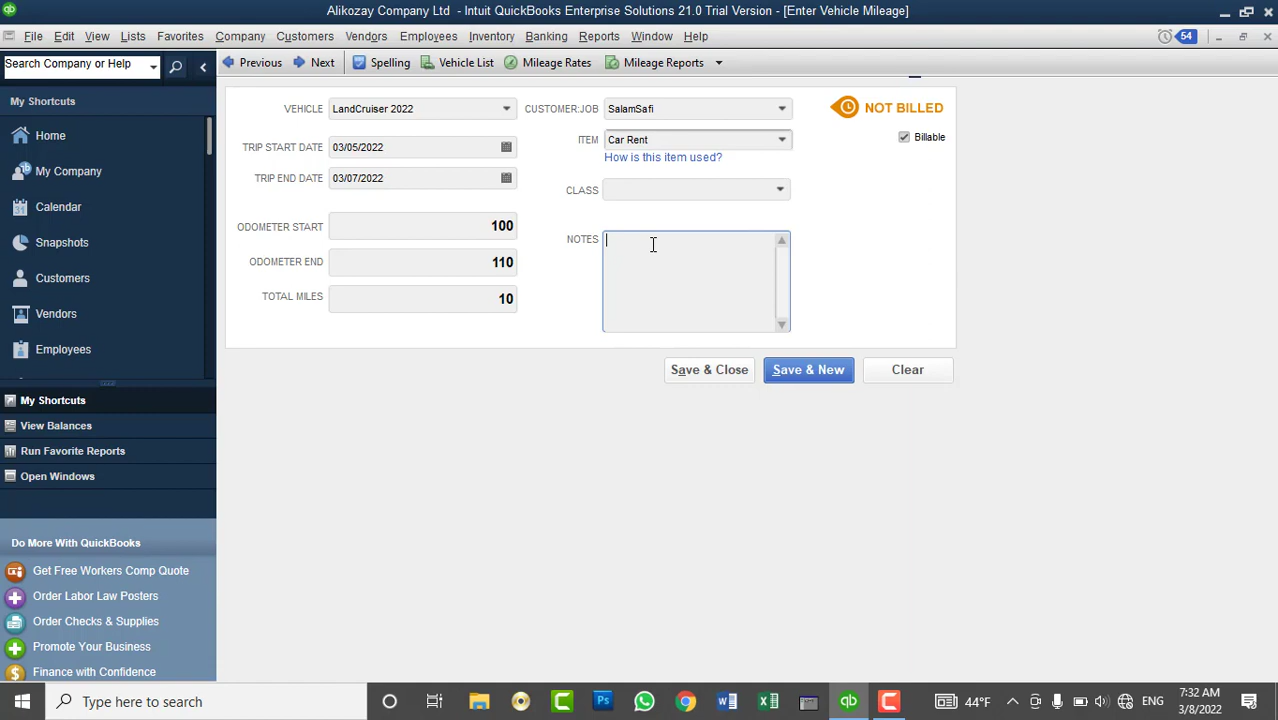 Alikozay Company Ltd - Intuit QuickBooks Enterprise Solutions 21.0 Trial Version - [Enter Vehicle Mileage]
File Edit View Lists Favorites Company Customers Vendors Employees Inventory Banking Reports Window Help 54
Search Company or Help
Previous Next Spelling Vehicle List Mileage Rates Mileage Reports
My Shortcuts
Home
My Company
Calendar
Snapshots
Customers
Vendors
Employees
My Shortcuts
View Balances
Run Favorite Reports
Open Windows
Do More With QuickBooks
Get Free Workers Comp Quote
Order Labor Law Posters
Order Checks & Supplies
Promote Your Business
Finance with Confidence
VEHICLE LandCruiser 2022
TRIP START DATE 03/05/2022
TRIP END DATE 03/07/2022
ODOMETER START 100
ODOMETER END 110
TOTAL MILES 10
CUSTOMER:JOB SalamSafi
ITEM Car Rent
How is this item used?
CLASS
NOTES
NOT BILLED
Billable
Save & Close Save & New Clear
Type here to search
44°F ENG
7:32 AM
3/8/2022